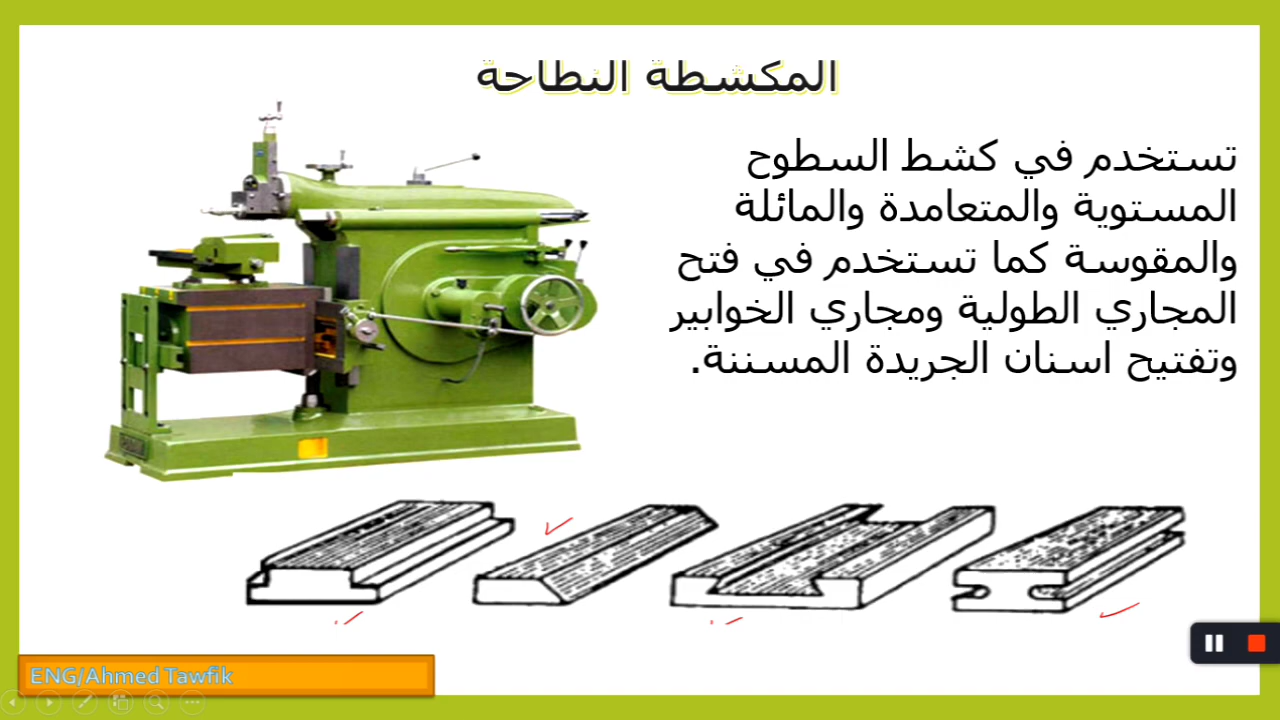 المكشطة النطاحة
تستخدم في كشط السطوح
المستوية والمتعامدة والمائلة
والمقوسة كما تستخدم في فتح
المجاري الطولية ومجاري الخوابير
وتفتيح اسنان الجريدة المسننة.
ENG/Ahmed Tawfik